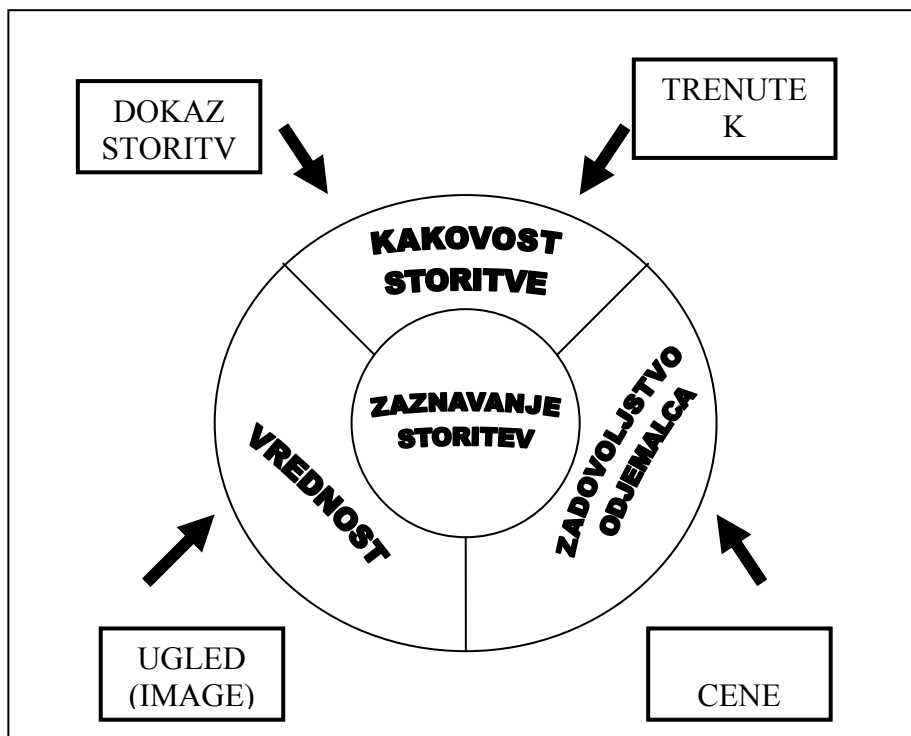 DOKAZ
STORITV
TRENUTE
K
KAKOVOST
STORITVE
ZAZNAVANJE
STORITEV
VREDNOST
ZADOVOLJSTVO
ODJEMALCA
UGLED
(IMAGE)
CENE